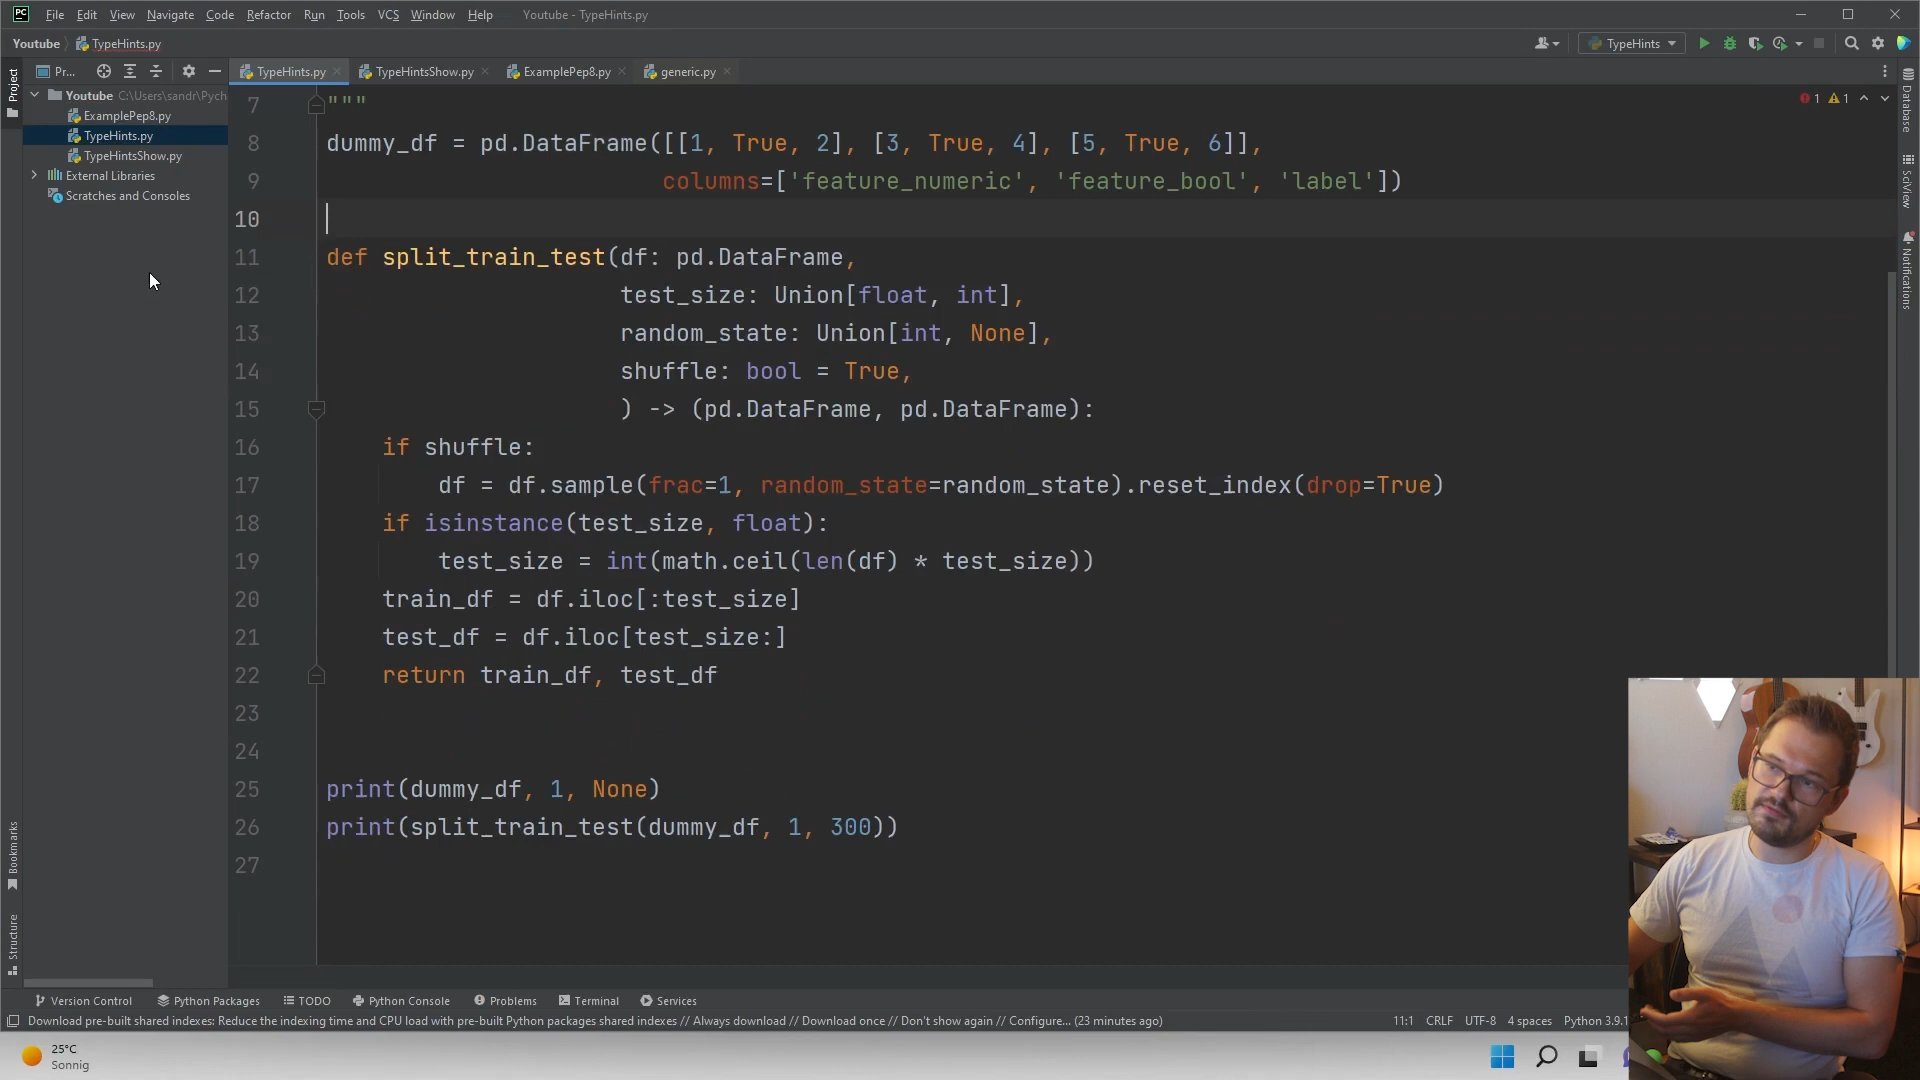 File Edit View Navigate Code Refactor Run Tools VCS Window Help Youtube - TypeHints.py
Youtube TypeHints.py
TypeHints
Pr...
TypeHints.py TypeHintsShow.py ExamplePep8.py generic.py
Project
Youtube C:\Users\sandr\Pych
ExamplePep8.py
TypeHints.py
TypeHintsShow.py
External Libraries
Scratches and Consoles
1 1
7 """
8 dummy_df = pd.DataFrame([[1, True, 2], [3, True, 4], [5, True, 6]],
9 columns=['feature_numeric', 'feature_bool', 'label'])
10
11 def split_train_test(df: pd.DataFrame,
12 test_size: Union[float, int],
13 random_state: Union[int, None],
14 shuffle: bool = True,
15 ) -> (pd.DataFrame, pd.DataFrame):
16 if shuffle:
17 df = df.sample(frac=1, random_state=random_state).reset_index(drop=True)
18 if isinstance(test_size, float):
19 test_size = int(math.ceil(len(df) * test_size))
20 train_df = df.iloc[:test_size]
21 test_df = df.iloc[test_size:]
22 return train_df, test_df
23
24
25 print(dummy_df, 1, None)
26 print(split_train_test(dummy_df, 1, 300))
27
Database
SciView
Notifications
Bookmarks
Structure
Version Control Python Packages TODO Python Console Problems Terminal Services
Download pre-built shared indexes: Reduce the indexing time and CPU load with pre-built Python packages shared indexes // Always download // Download once // Don't show again // Configure... (23 minutes ago)
11:1 CRLF UTF-8 4 spaces Python 3.9.1
25°C
Sonnig